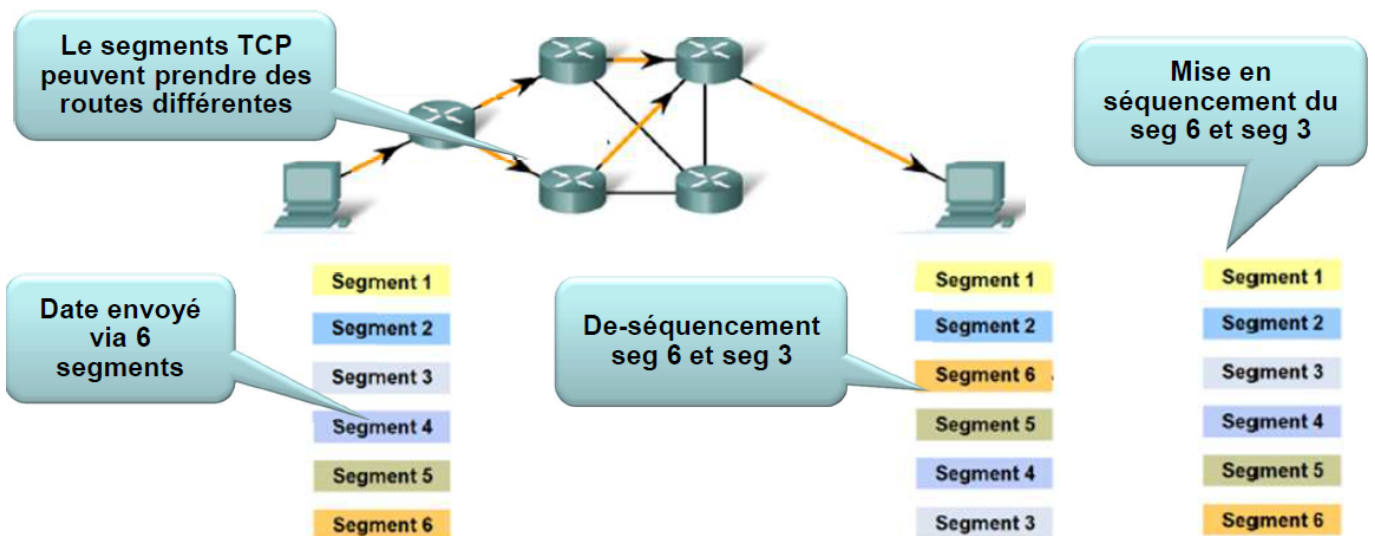 Le segments TCP
peuvent prendre des
routes différentes
Mise en
séquencement du
seg 6 et seg 3
Date envoyé
via 6
segments
Segment 1
Segment 2
Segment 3
Segment 4
Segment 5
Segment 6
De-séquencement
seg 6 et seg 3
Segment 1
Segment 2
Segment 6
Segment 5
Segment 4
Segment 3
Segment 1
Segment 2
Segment 3
Segment 4
Segment 5
Segment 6